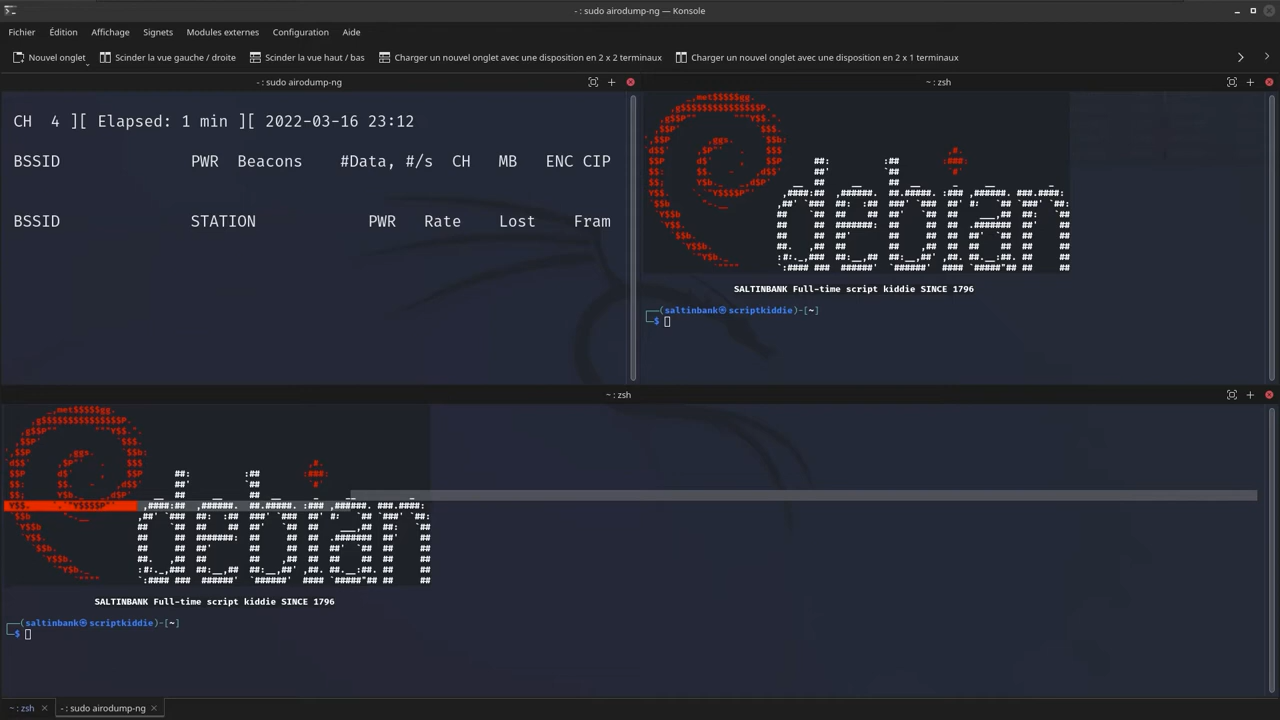 - : sudo airodump-ng — Konsole
Fichier Édition Affichage Signets Modules externes Configuration Aide
Nouvel onglet Scinder la vue gauche / droite Scinder la vue haut / bas Charger un nouvel onglet avec une disposition en 2 x 2 terminaux Charger un nouvel onglet avec une disposition en 2 x 1 terminaux
- : sudo airodump-ng
CH 4 ][ Elapsed: 1 min ][ 2022-03-16 23:12
BSSID PWR Beacons #Data, #/s CH MB ENC CIP
BSSID STATION PWR Rate Lost Fram
~ : zsh
debian
SALTINBANK Full-time script kiddie SINCE 1796
┌──(saltinbank㉿scriptkiddie)-[~]
└─$
~ : zsh
debian
SALTINBANK Full-time script kiddie SINCE 1796
┌──(saltinbank㉿scriptkiddie)-[~]
└─$
~ : zsh - : sudo airodump-ng